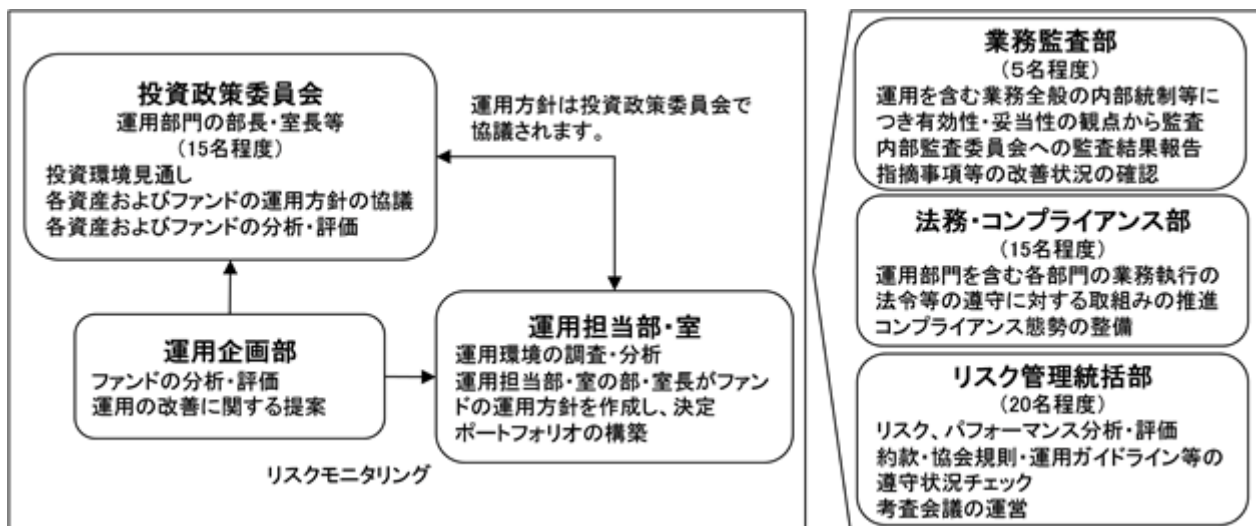 投資政策委員会
運用部門の部長・室長等
(15名程度)
投資環境見通し
各資産およびファンドの運用方針の協議
各資産およびファンドの分析・評価
運用方針は投資政策委員会で
協議されます。
運用企画部
ファンドの分析・評価
運用の改善に関する提案
運用担当部・室
運用環境の調査・分析
運用担当部・室の部・室長がファン
ドの運用方針を作成し、決定
ポートフォリオの構築
リスクモニタリング
業務監査部
(5名程度)
運用を含む業務全般の内部統制等に
つき有効性・妥当性の観点から監査
内部監査委員会への監査結果報告
指摘事項等の改善状況の確認
法務・コンプライアンス部
(15名程度)
運用部門を含む各部門の業務執行の
法令等の遵守に対する取組みの推進
コンプライアンス態勢の整備
リスク管理統括部
(20名程度)
リスク、パフォーマンス分析・評価
約款・協会規則・運用ガイドライン等の
遵守状況チェック
考査会議の運営